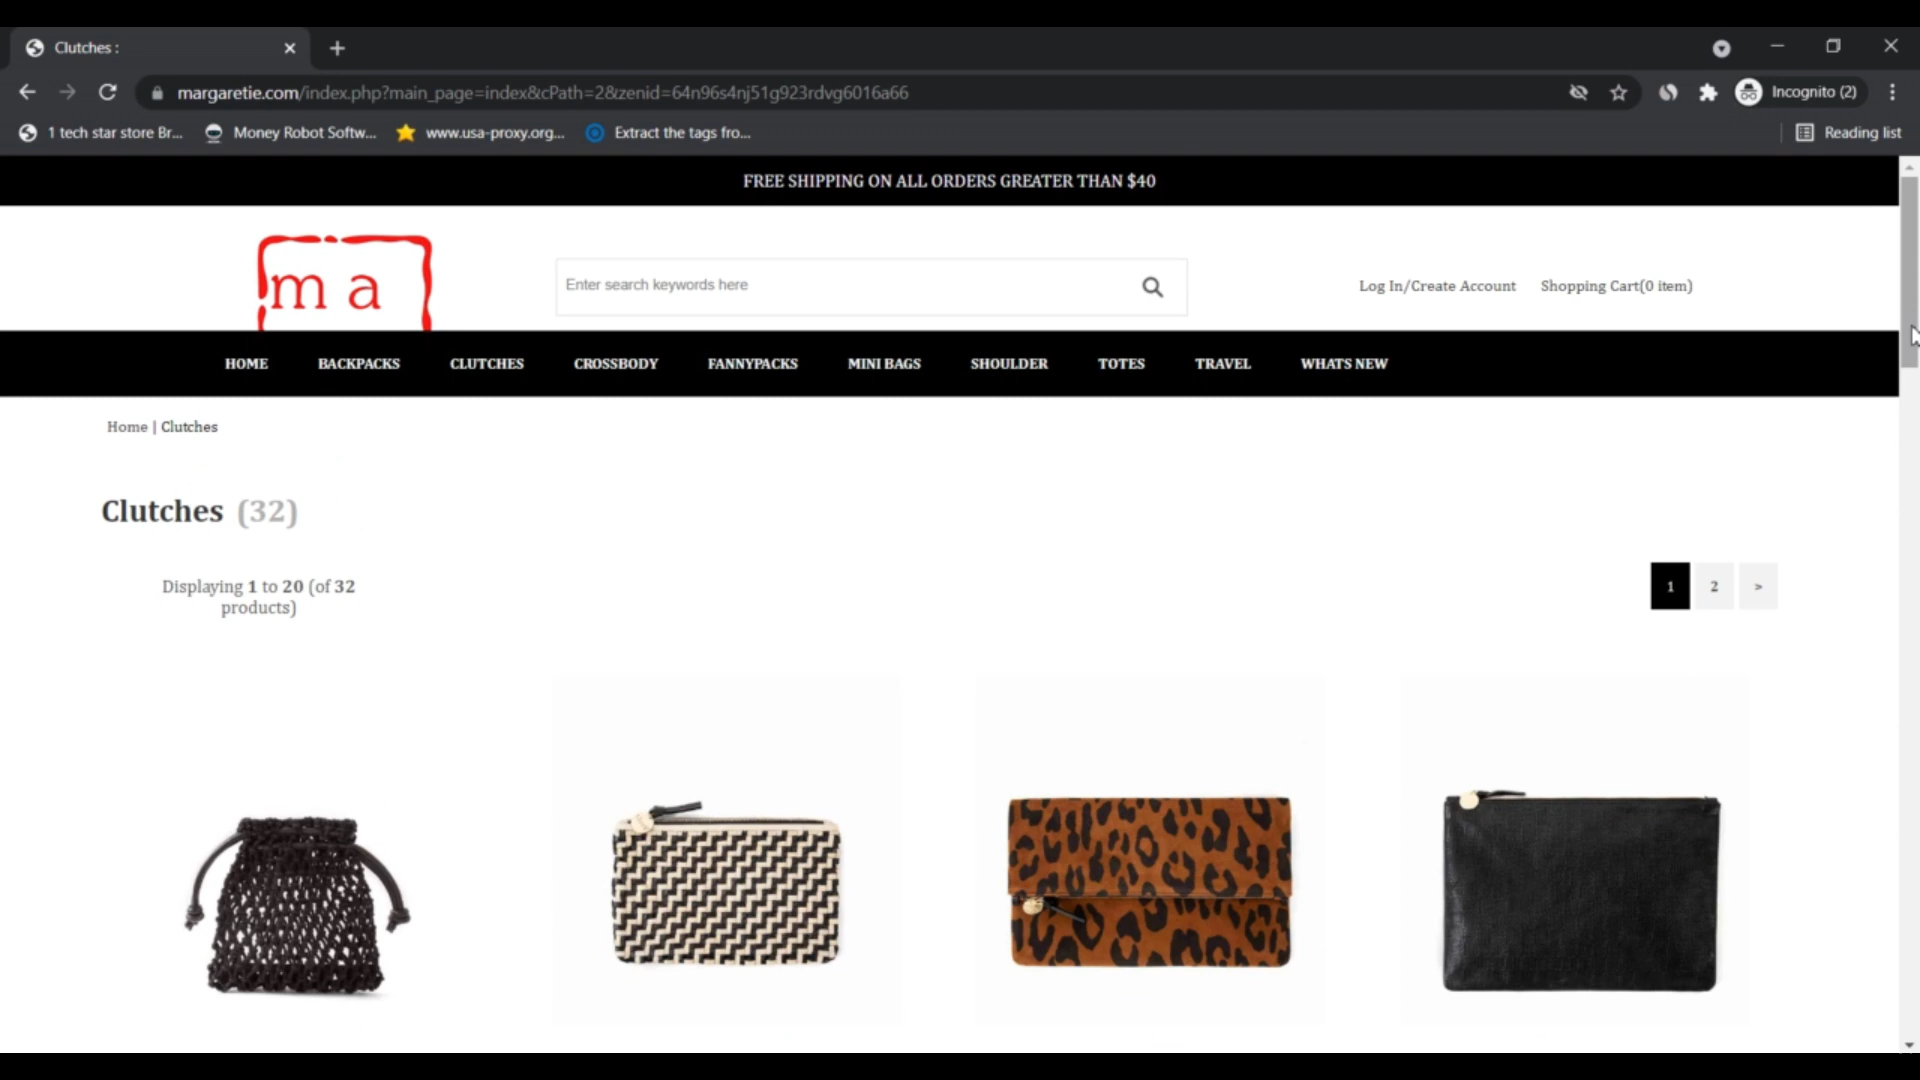 Clutches :
margaretie.com/index.php?main_page=index&cPath=2&zenid=64n96s4nj51g923rdvg6016a66
Incognito (2)
1 tech star store Br...
Money Robot Softw...
www.usa-proxy.org...
Extract the tags fro...
Reading list
FREE SHIPPING ON ALL ORDERS GREATER THAN $40
m a
Enter search keywords here
Log In/Create Account
Shopping Cart(0 item)
HOME
BACKPACKS
CLUTCHES
CROSSBODY
FANNYPACKS
MINI BAGS
SHOULDER
TOTES
TRAVEL
WHATS NEW
Home | Clutches
Clutches (32)
Displaying 1 to 20 (of 32
products)
1
2
>